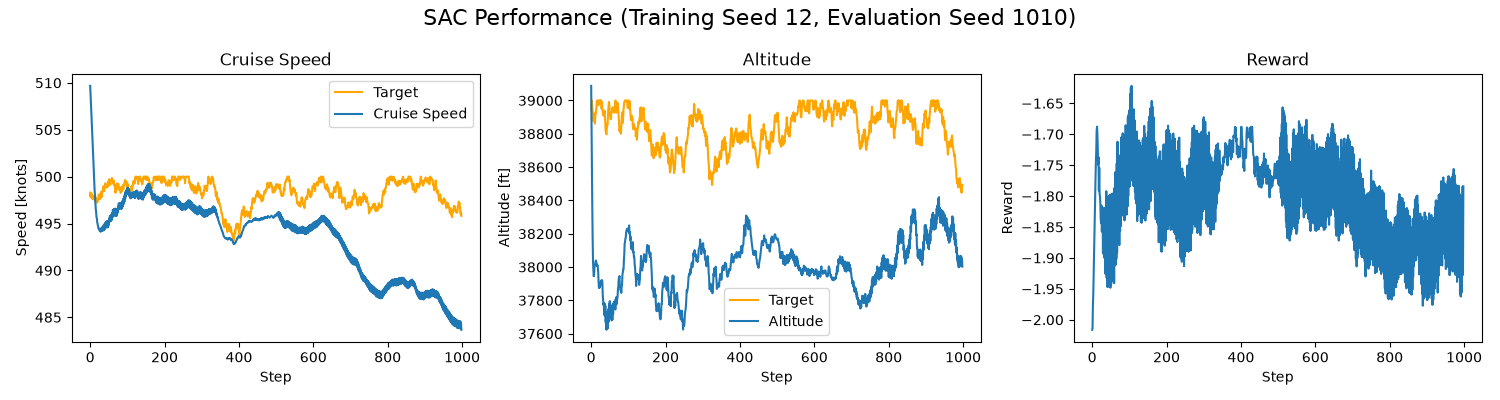 SAC Performance (Training Seed 12, Evaluation Seed 1010)
Cruise Speed
510
505
500
495
490
485
Speed [knots]
Target
Cruise Speed
0
200
400
600
800
1000
Step
Altitude
39000
38800
38600
38400
38200
38000
37800
37600
Altitude [ft]
Target
Altitude
0
200
400
600
800
1000
Step
Reward
−1.65
−1.70
−1.75
−1.80
−1.85
−1.90
−1.95
−2.00
Reward
0
200
400
600
800
1000
Step